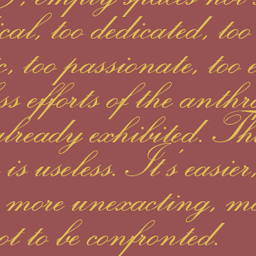 , empty spaces not
ical, too dedicated, too
c, too passionate, too e
ss efforts of the anthro
already exhibited. Th
is useless. It's easier,
more unexacting, mo
ot to be confronted.